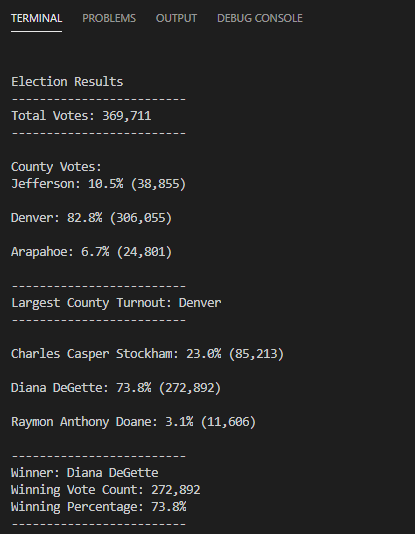 TERMINAL PROBLEMS OUTPUT DEBUG CONSOLE
Election Results
-------------------------
Total Votes: 369,711
-------------------------
County Votes:
Jefferson: 10.5% (38,855)
Denver: 82.8% (306,055)
Arapahoe: 6.7% (24,801)
-------------------------
Largest County Turnout: Denver
-------------------------
Charles Casper Stockham: 23.0% (85,213)
Diana DeGette: 73.8% (272,892)
Raymon Anthony Doane: 3.1% (11,606)
-------------------------
Winner: Diana DeGette
Winning Vote Count: 272,892
Winning Percentage: 73.8%
-------------------------